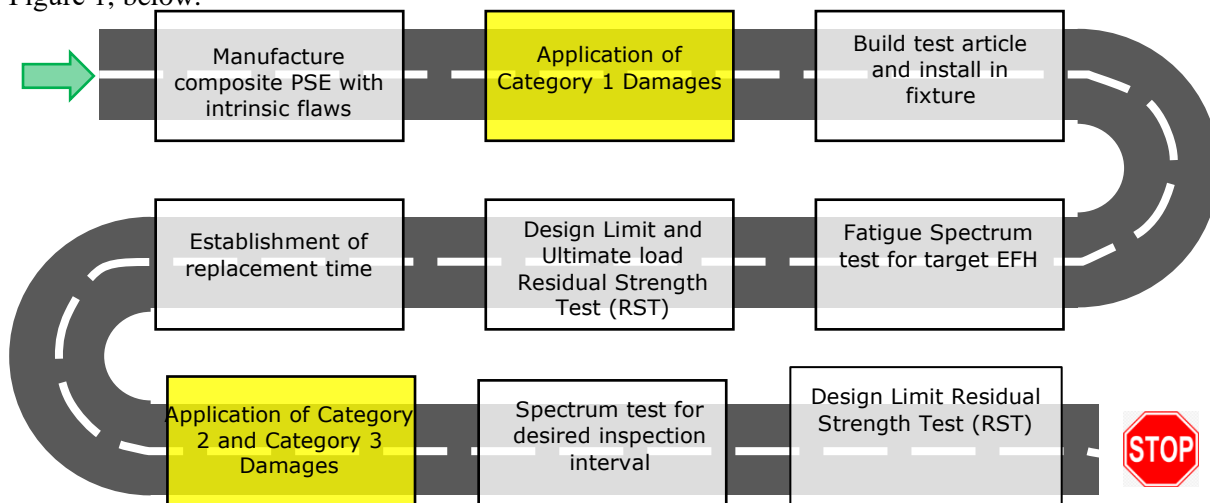 Figure 1, below.
Manufacture
composite PSE with
intrinsic flaws
Application of
Category 1 Damages
Build test article
and install in
fixture
Fatigue Spectrum
test for target EFH
Design Limit and
Ultimate load
Residual Strength
Test (RST)
Establishment of
replacement time
Application of Category
2 and Category 3
Damages
Spectrum test for
desired inspection
interval
Design Limit Residual
Strength Test (RST)
STOP